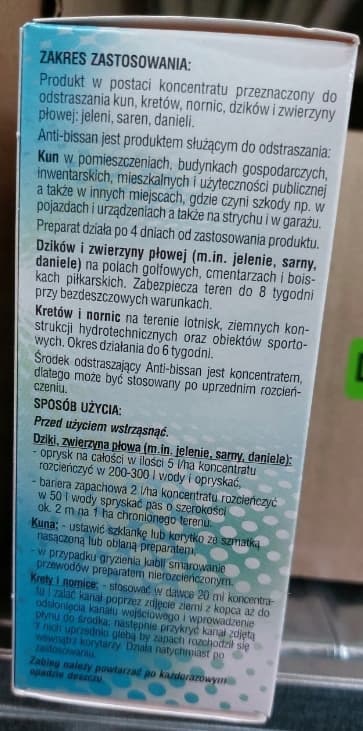 ZAKRES ZASTOSOWANIA:
Produkt w postaci koncentratu przeznaczony do
odstraszania kun, kretów, nornic, dzików i zwierzyny
płowej: jeleni, saren, danieli.
Anti-bissan jest produktem służącym do odstraszania:
Kun w pomieszczeniach, budynkach gospodarczych,
inwentarskich, mieszkalnych i użyteczności publicznej
a także w innych miejscach, gdzie czyni szkody np. w
pojazdach i urządzeniach a także na strychu i w garażu.
Preparat działa po 4 dniach od zastosowania produktu.
Dzików i zwierzyny płowej (m.in. jelenie, sarny,
daniele) na polach golfowych, cmentarzach i bois-
kach piłkarskich. Zabezpiecza teren do 8 tygodni
przy bezdeszczowych warunkach.
Kretów i nornic na terenie lotnisk, ziemnych kon-
strukcji hydrotechnicznych oraz obiektów sporto-
wych. Okres działania do 6 tygodni.
Środek odstraszający Anti-bissan jest koncentratem,
dlatego może być stosowany po uprzednim rozcień-
czeniu.
SPOSÓB UŻYCIA:
Przed użyciem wstrząsnąć.
Dziki, zwierzyna płowa (m.in. jelenie, sarny, daniele):
- oprysk na całości w ilości 5 l/ha koncentratu
rozcieńczyć w 200-300 l wody i opryskać,
- bariera zapachowa 2 l/ha koncentratu rozcieńczyć
w 50 l wody spryskać pas o szerokości
ok. 2 m na 1 ha chronionego terenu.
Kuna: - ustawić szklankę lub korytko ze szmatką
nasączoną lub oblaną preparatem,
- w przypadku gryzienia kabli smarowanie
przewodów preparatem nierozcieńczonym.
Krety i nornice: - stosować w dawce 20 ml koncentra-
tu i zalać kanał poprzez zdjęcie ziemi z kopca aż do
odsłonięcia kanału wejściowego i wprowadzenie
płynu do środka, następnie przykryć kanał zdjętą
z nich uprzednio glebą by zapach rozchodził się
wewnątrz korytarzy. Działa natychmiast po
zastosowaniu.
Zabieg należy powtarzać po każdorazowym
opadzie deszczu.